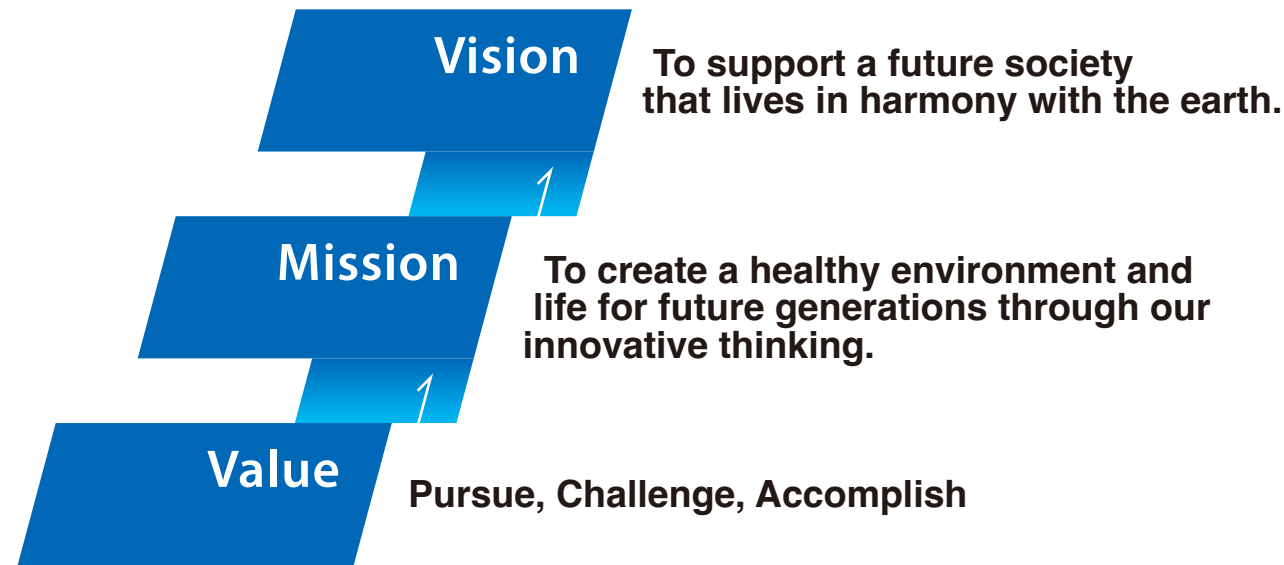 Vision
To support a future society
that lives in harmony with the earth.
Mission
To create a healthy environment and
life for future generations through our
innovative thinking.
Value
Pursue, Challenge, Accomplish